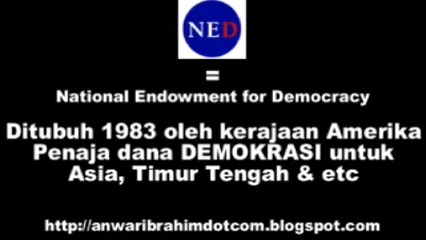 NED
=
National Endowment for Democracy
Ditubuh 1983 oleh kerajaan Amerika
Penaja dana DEMOKRASI untuk
Asia, Timur Tengah & etc
http://anwaribrahimdotcom.blogspot.com